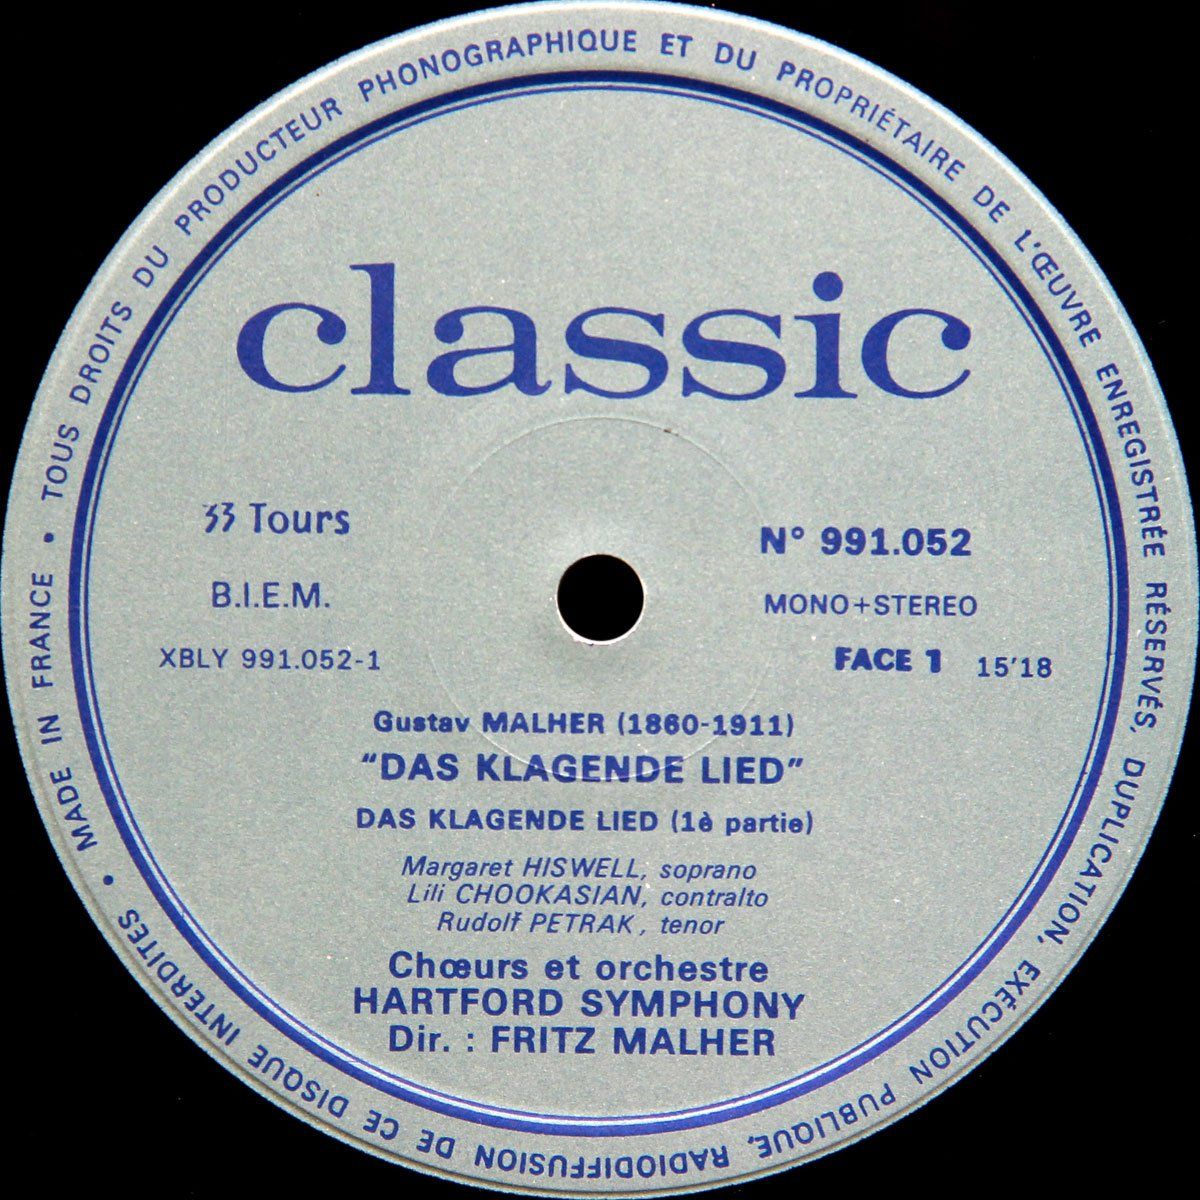 • TOUS DROITS DU PRODUCTEUR PHONOGRAPHIQUE ET DU PROPRIÉTAIRE DE L'ŒUVRE ENREGISTRÉE RÉSERVÉS, DUPLICATION, EXÉCUTION PUBLIQUE, RADIODIFFUSION DE CE DISQUE INTERDITES • MADE IN FRANCE
classic
33 Tours
B.I.E.M.
XBLY 991.052-1
N° 991.052
MONO+STEREO
FACE 1 15'18
Gustav MALHER (1860-1911)
"DAS KLAGENDE LIED"
DAS KLAGENDE LIED (1è partie)
Margaret HISWELL, soprano
Lili CHOOKASIAN, contralto
Rudolf PETRAK, tenor
Chœurs et orchestre
HARTFORD SYMPHONY
Dir. : FRITZ MALHER